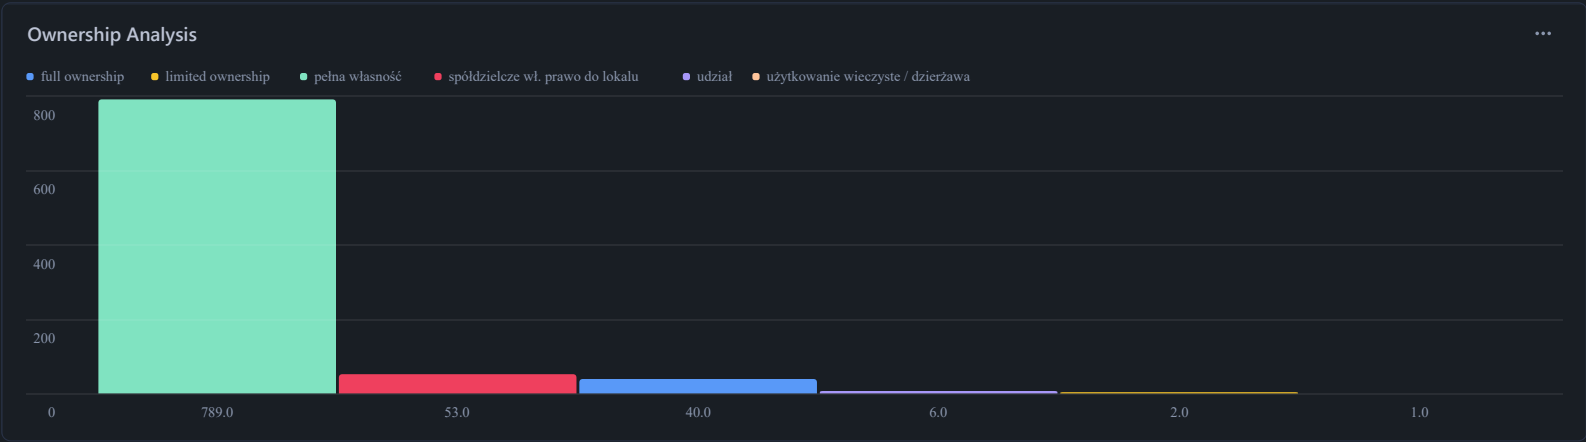 Ownership Analysis
full ownership limited ownership pełna własność spółdzielcze wł. prawo do lokalu udział użytkowanie wieczyste / dzierżawa
800
600
400
200
0 789.0 53.0 40.0 6.0 2.0 1.0